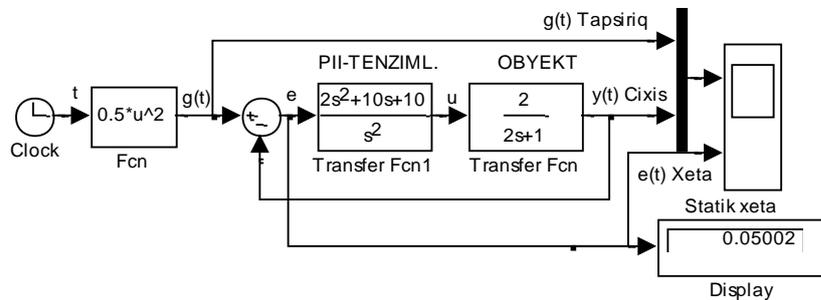 g(t) Tapsiriq
PII-TENZIML.
OBYEKT
t
g(t)
e
u
y(t) Cixis
0.5*u^2
2s²+10s+10
s²
2
2s+1
Clock
Fcn
Transfer Fcn1
Transfer Fcn
e(t) Xeta
Statik xeta
0.05002
Display